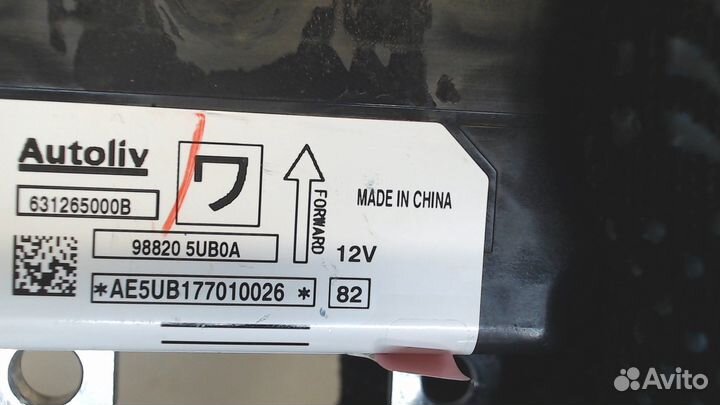 Autoliv
ワ
FORWARD
MADE IN CHINA
631265000B
98820 5UB0A
12V
*AE5UB177010026 *
82
Avito